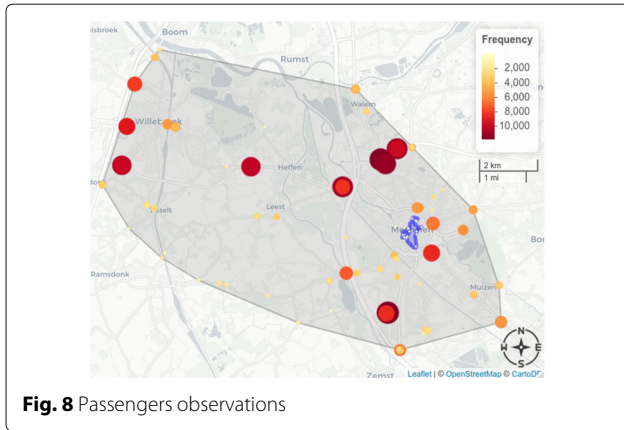 Boom
Rumst
Frequency
2,000
4,000
6,000
8,000
10,000
Walem
Willebroek
2 km
1 mi
Heffen
Leest
Ramsdonk
Muizen
N
W E
S
Zemst
Leaflet | © OpenStreetMap © CartoDB
Fig. 8 Passengers observations